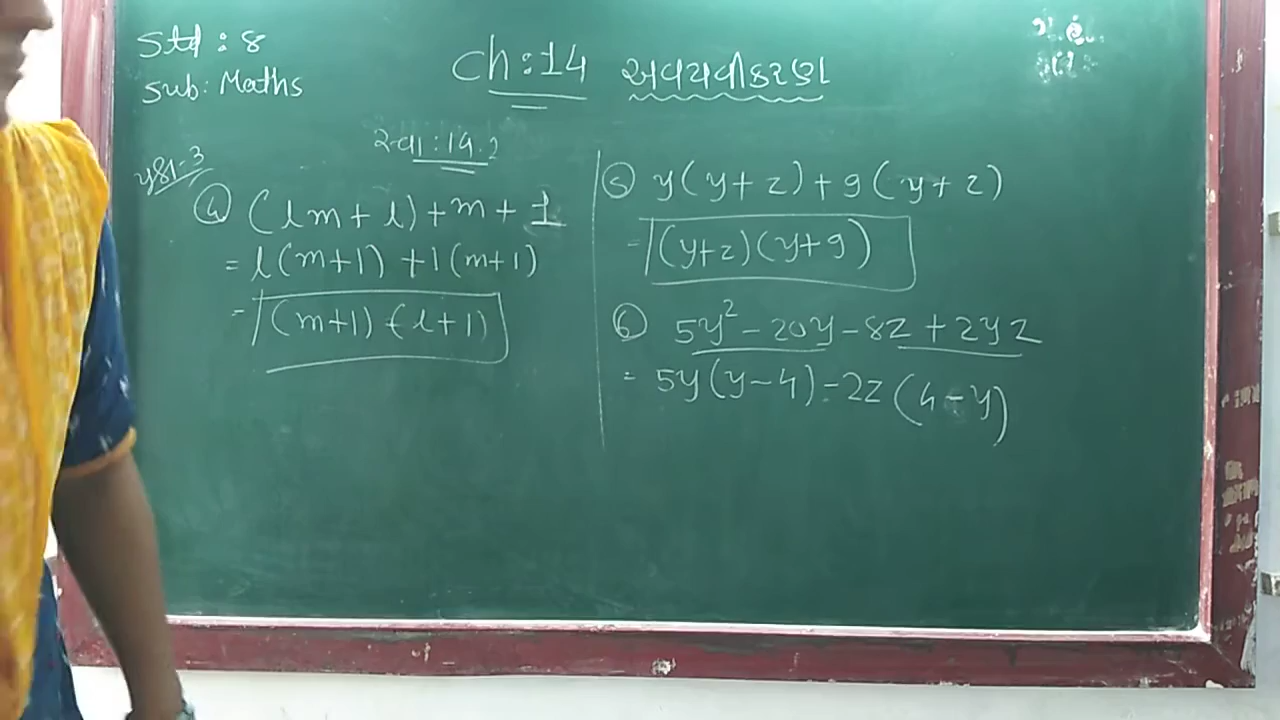 Std : 8
Sub: Maths
Ch:14 અવયવીકરણ
સ્વા:14.2
④ (lm + l) + m + 1
= l(m+1) +1(m+1)
= (m+1) (l+1)
⑤ y(y+z)+9(y+z)
= (y+z)(y+9)
⑥ 5y² - 20y - 8z + 2yz
= 5y(y-4) - 2z(4-y)